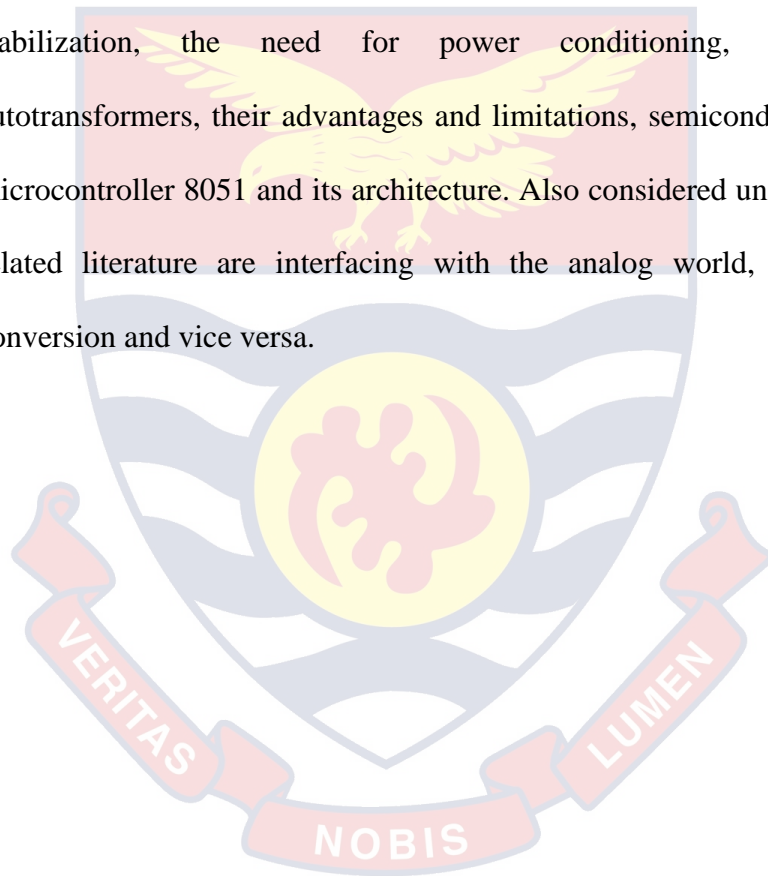 abilization, the need for power conditioning,
utotransformers, their advantages and limitations, semicond
icrocontroller 8051 and its architecture. Also considered un
lated literature are interfacing with the analog world,
onversion and vice versa.
VERITAS
NOBIS
LUMEN